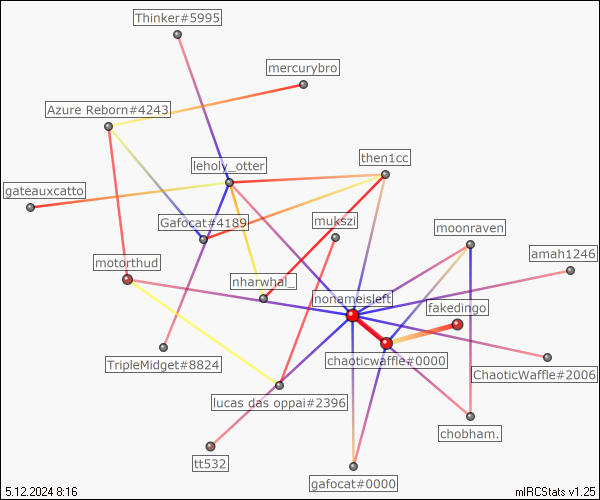 Thinker#5995
mercurybro
Azure Reborn#4243
then1cc
leholy_otter
gateauxcatto
Gafocat#4189
mukszi
moonraven
amah1246
motorthud
nharwhal_
nonameisleft
fakedingo
chaoticwaffle#0000
TripleMidget#8824
ChaoticWaffle#2006
lucas das oppai#2396
chobham.
tt532
gafocat#0000
5.12.2024 8:16
mIRCStats v1.25